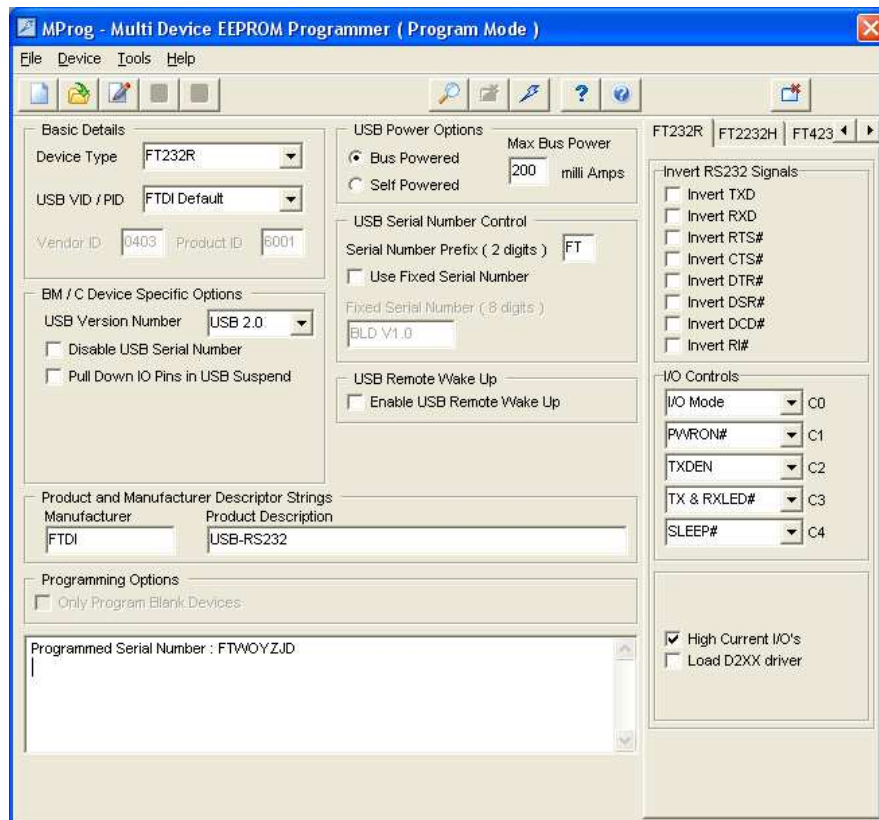 MProg - Multi Device EEPROM Programmer ( Program Mode )
File Device Tools Help
Basic Details
Device Type FT232R
USB VID / PID FTDI Default
Vendor ID 0403 Product ID 6001
BM / C Device Specific Options
USB Version Number USB 2.0
Disable USB Serial Number
Pull Down IO Pins in USB Suspend
USB Power Options
Bus Powered
Self Powered
Max Bus Power
200 milli Amps
USB Serial Number Control
Serial Number Prefix ( 2 digits ) FT
Use Fixed Serial Number
Fixed Serial Number ( 8 digits )
BLD V1.0
USB Remote Wake Up
Enable USB Remote Wake Up
Product and Manufacturer Descriptor Strings
Manufacturer Product Description
FTDI USB-RS232
Programming Options
Only Program Blank Devices
Programmed Serial Number : FTWOYZJD
FT232R FT2232H FT423
Invert RS232 Signals
Invert TXD
Invert RXD
Invert RTS#
Invert CTS#
Invert DTR#
Invert DSR#
Invert DCD#
Invert RI#
I/O Controls
I/O Mode C0
PWRON# C1
TXDEN C2
TX & RXLED# C3
SLEEP# C4
High Current I/O's
Load D2XX driver